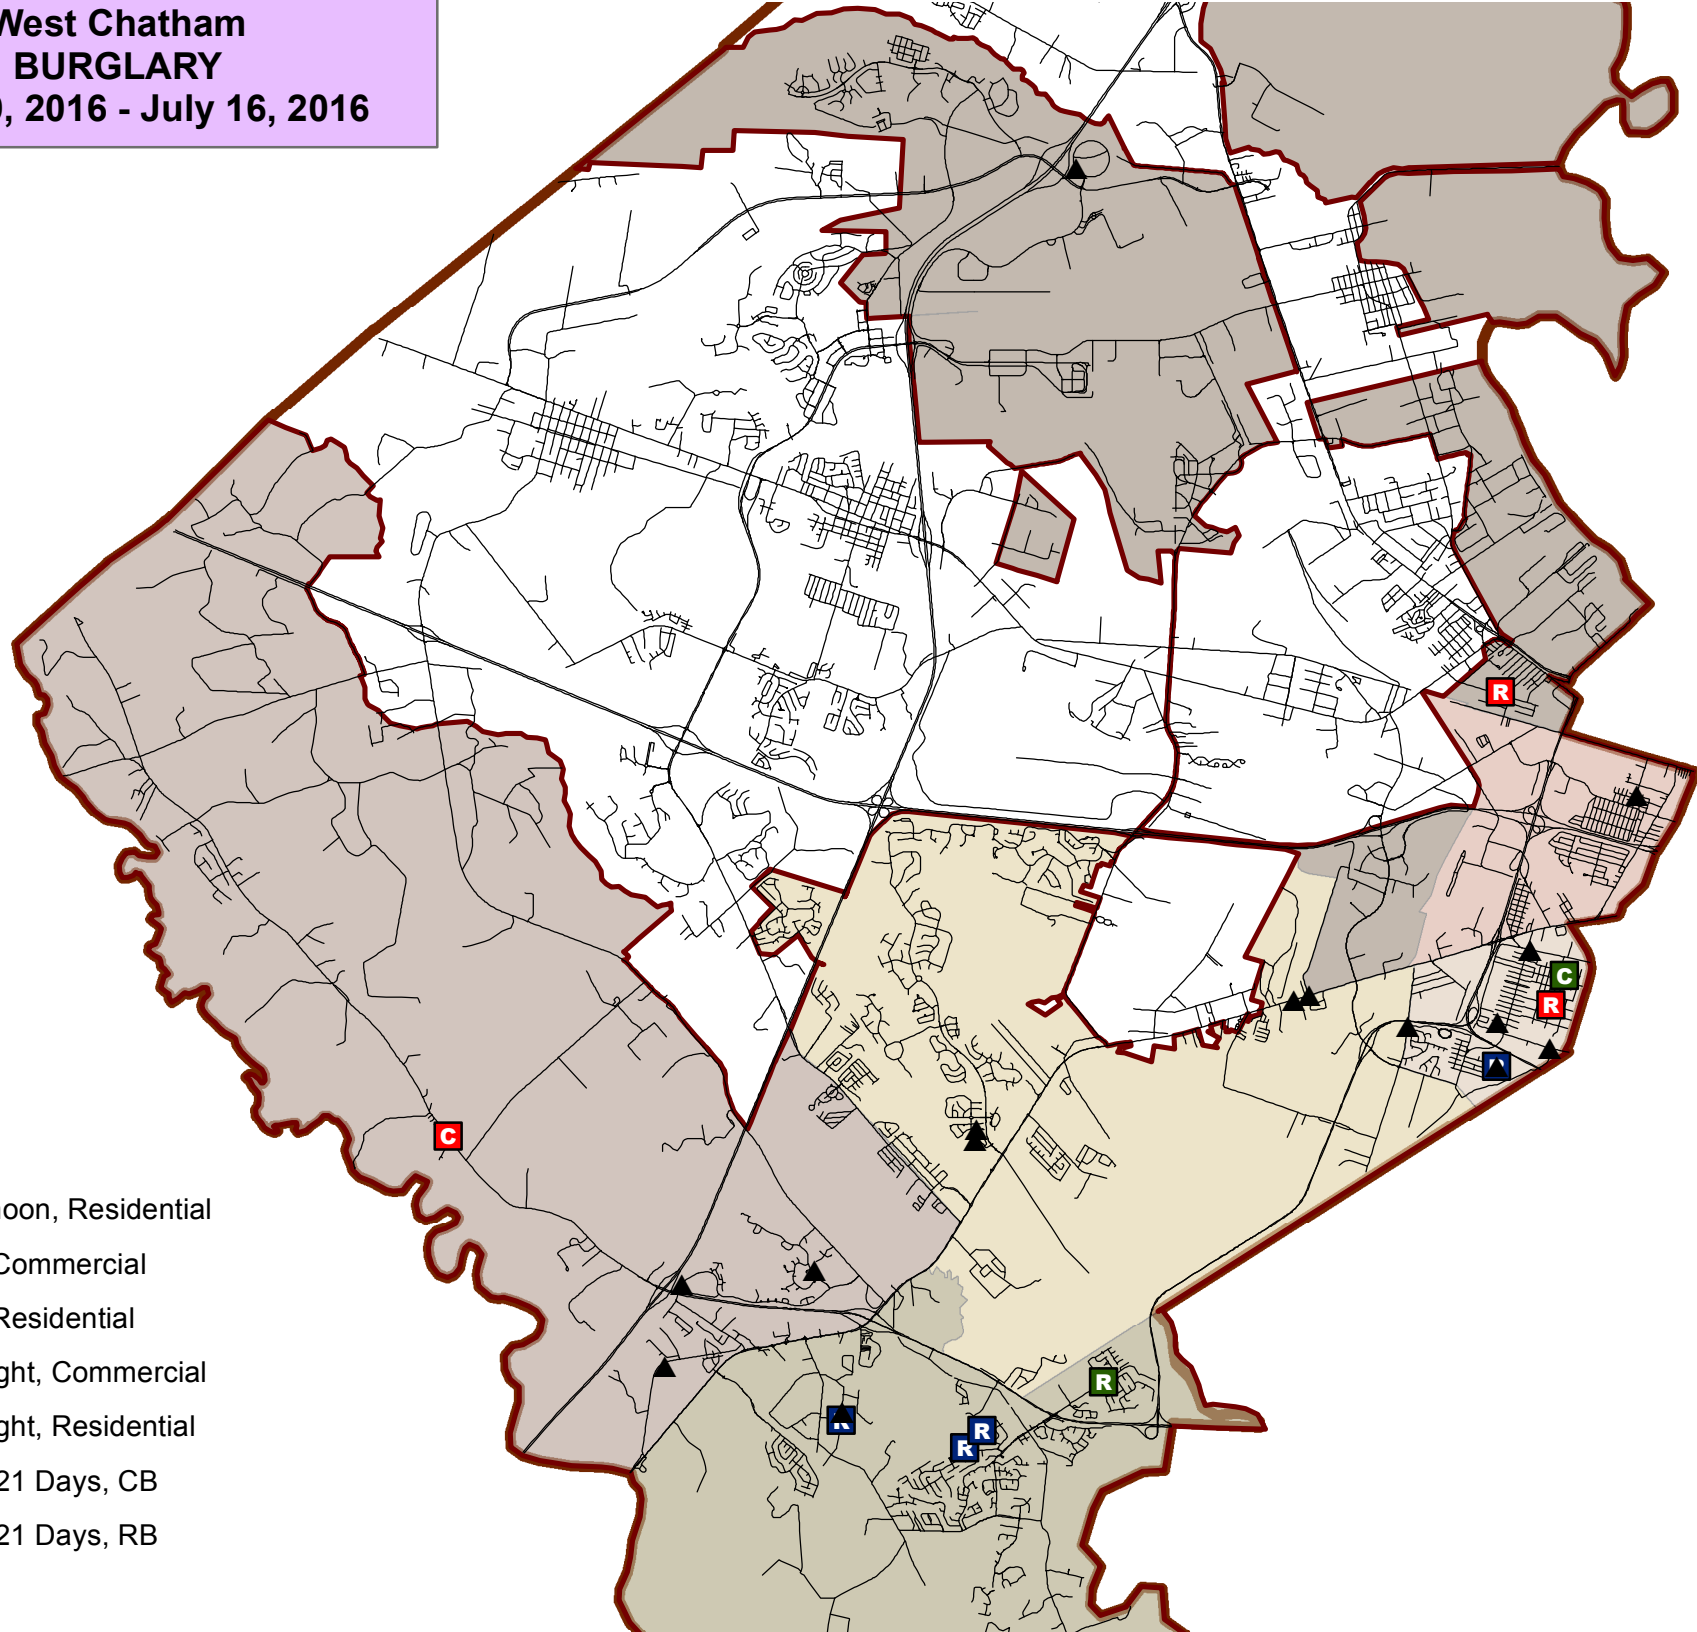 West Chatham
BURGLARY
, 2016 - July 16, 2016
R
C
R
C
R
R
R
oon, Residential
Commercial
Residential
ght, Commercial
ght, Residential
21 Days, CB
21 Days, RB